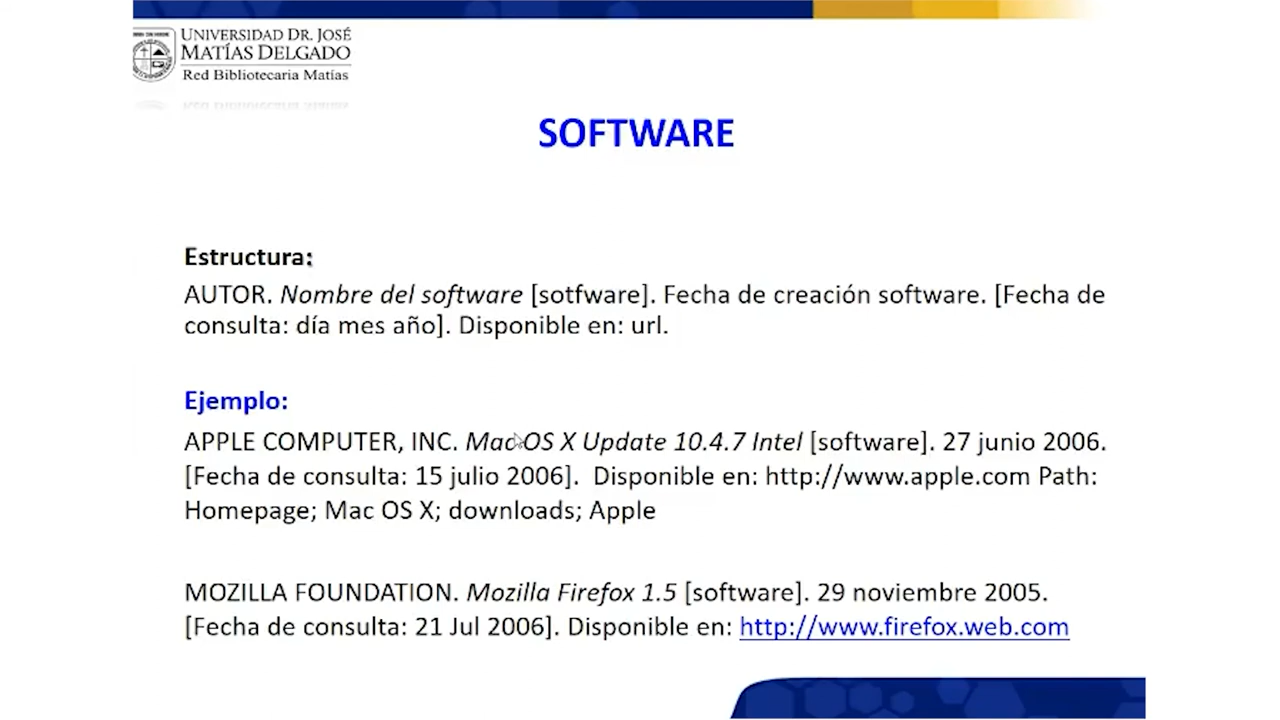 UNIVERSIDAD DR. JOSÉ
MATÍAS DELGADO
Red Bibliotecaria Matías
SOFTWARE
Estructura:
AUTOR. Nombre del software [sotfware]. Fecha de creación software. [Fecha de
consulta: día mes año]. Disponible en: url.
Ejemplo:
APPLE COMPUTER, INC. Mac OS X Update 10.4.7 Intel [software]. 27 junio 2006.
[Fecha de consulta: 15 julio 2006].  Disponible en: http://www.apple.com Path:
Homepage; Mac OS X; downloads; Apple
MOZILLA FOUNDATION. Mozilla Firefox 1.5 [software]. 29 noviembre 2005.
[Fecha de consulta: 21 Jul 2006]. Disponible en: http://www.firefox.web.com